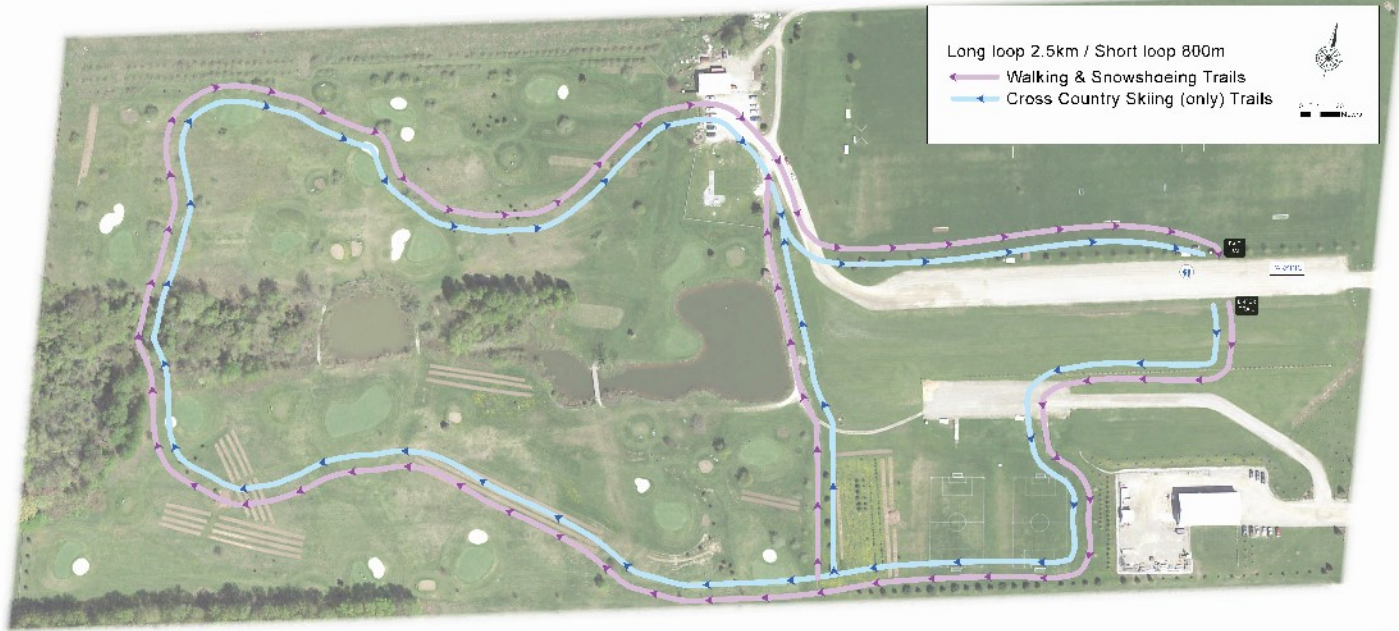 Long loop 2.5km / Short loop 800m
Walking & Snowshoeing Trails
Cross Country Skiing (only) Trails